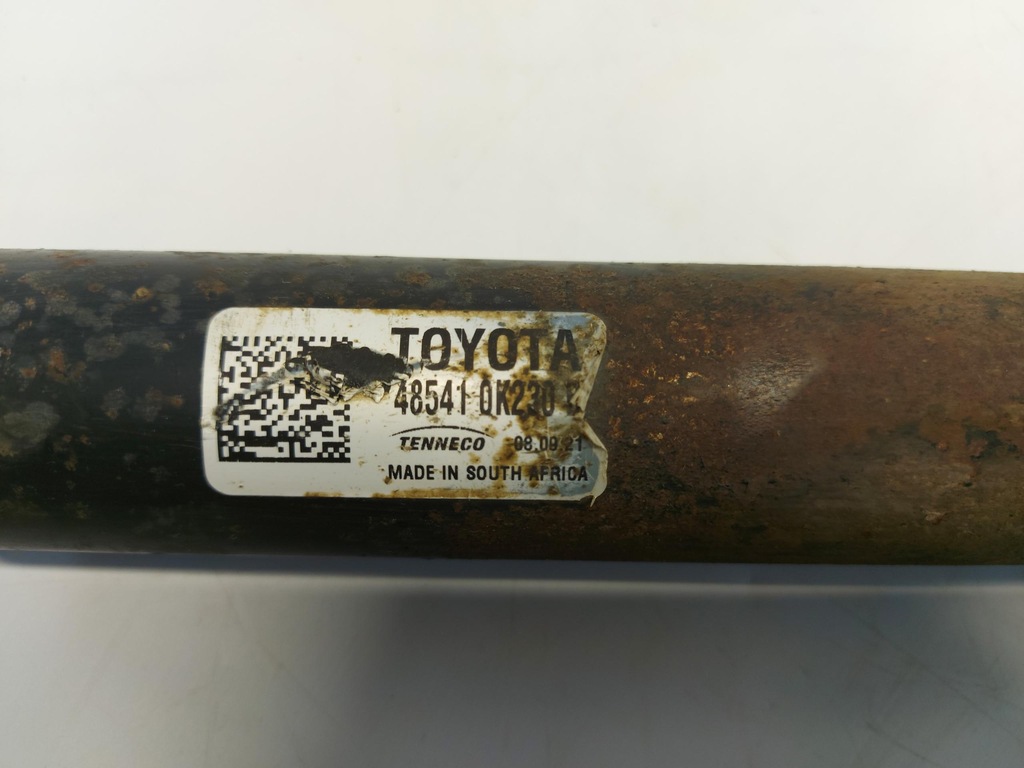 TOYOTA
48541 0K230
TENNECO 08.09.21
MADE IN SOUTH AFRICA